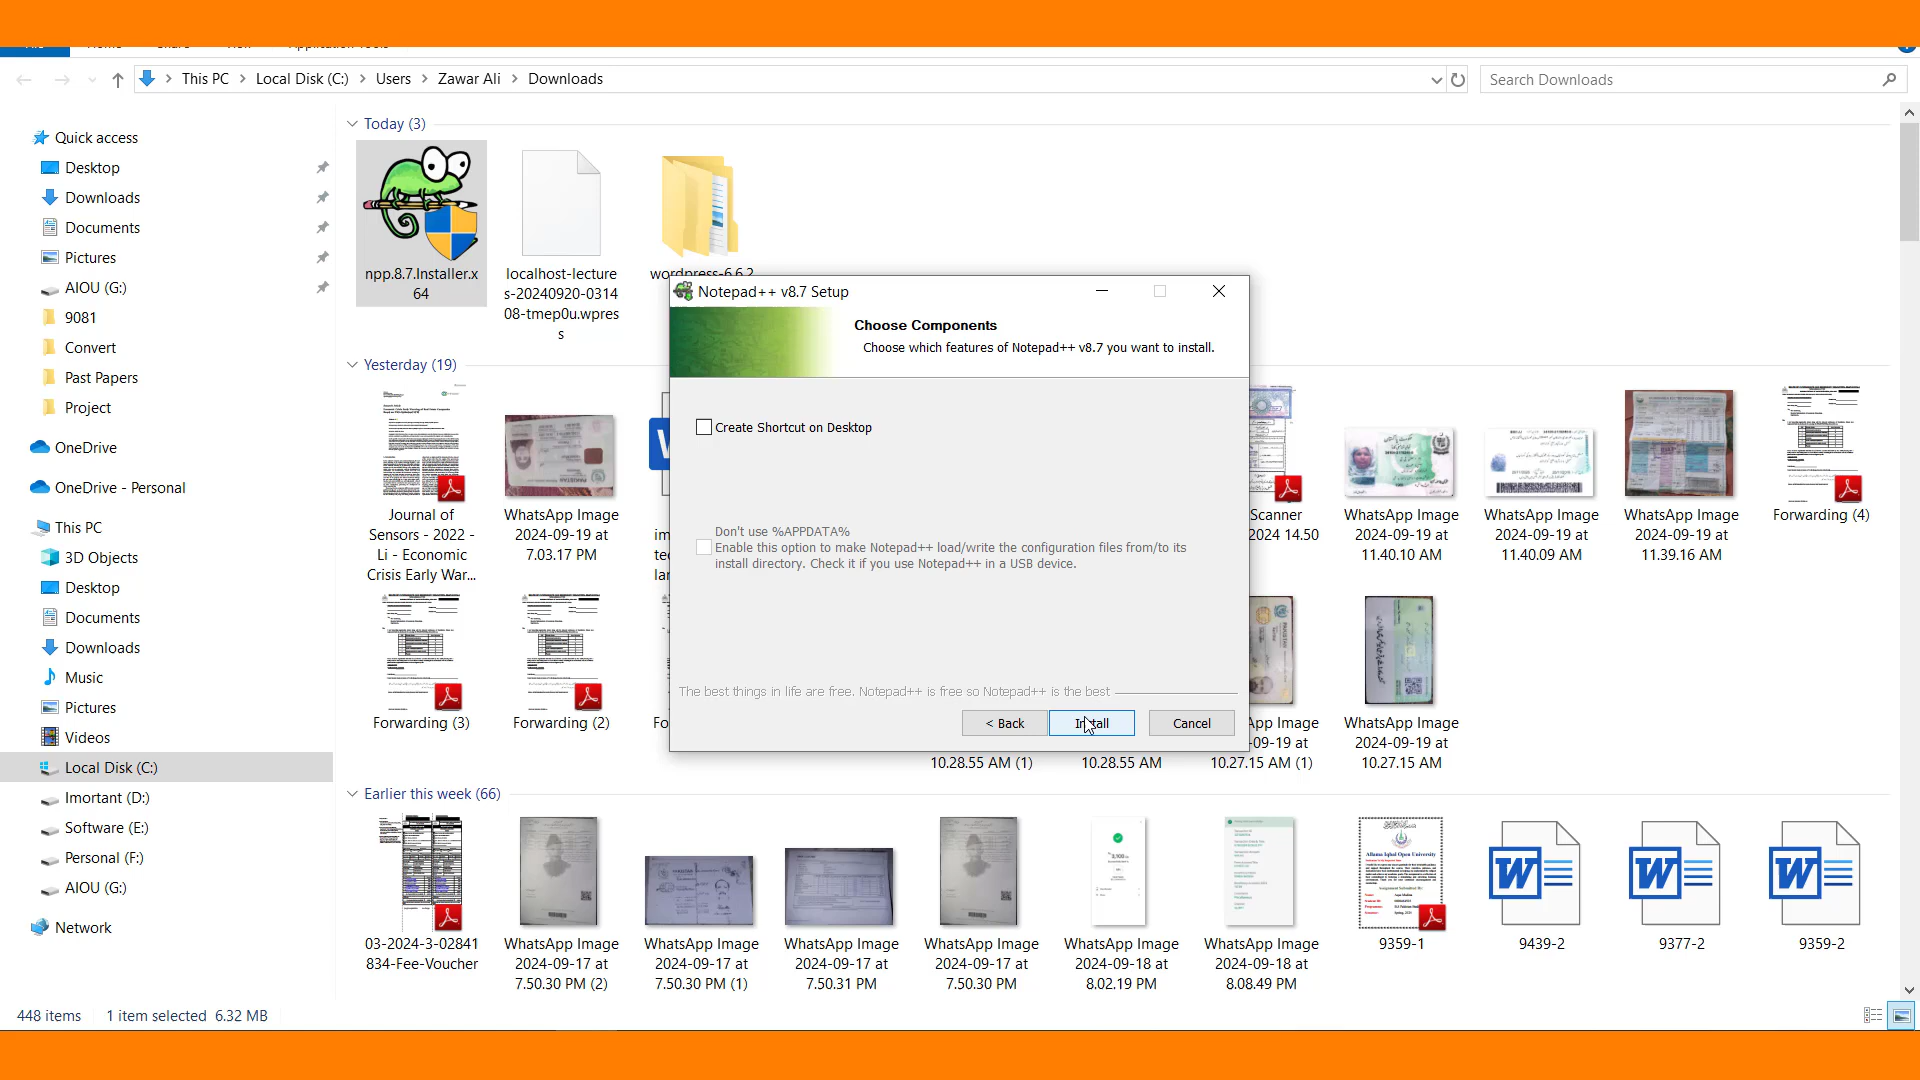 This PC > Local Disk (C:) > Users > Zawar Ali > Downloads
Search Downloads
Quick access
Desktop
Downloads
Documents
Pictures
AIOU (G:)
9081
Convert
Past Papers
Project
OneDrive
OneDrive - Personal
This PC
3D Objects
Desktop
Documents
Downloads
Music
Pictures
Videos
Local Disk (C:)
Imortant (D:)
Software (E:)
Personal (F:)
AIOU (G:)
Network
Today (3)
npp.8.7.Installer.x
64
localhost-lecture
s-20240920-0314
08-tmep0u.wpres
s
wordpress-6.6.2
Yesterday (19)
Journal of
Sensors - 2022 -
Li - Economic
Crisis Early War...
WhatsApp Image
2024-09-19 at
7.03.17 PM
Scanner
2024 14.50
WhatsApp Image
2024-09-19 at
11.40.10 AM
WhatsApp Image
2024-09-19 at
11.40.09 AM
WhatsApp Image
2024-09-19 at
11.39.16 AM
Forwarding (4)
Forwarding (3)
Forwarding (2)
10.28.55 AM (1)
10.28.55 AM
App Image
-09-19 at
10.27.15 AM (1)
WhatsApp Image
2024-09-19 at
10.27.15 AM
Notepad++ v8.7 Setup
Choose Components
Choose which features of Notepad++ v8.7 you want to install.
Create Shortcut on Desktop
Don't use %APPDATA%
Enable this option to make Notepad++ load/write the configuration files from/to its
install directory. Check it if you use Notepad++ in a USB device.
The best things in life are free. Notepad++ is free so Notepad++ is the best
< Back
Install
Cancel
Earlier this week (66)
03-2024-3-02841
834-Fee-Voucher
WhatsApp Image
2024-09-17 at
7.50.30 PM (2)
WhatsApp Image
2024-09-17 at
7.50.30 PM (1)
WhatsApp Image
2024-09-17 at
7.50.31 PM
WhatsApp Image
2024-09-17 at
7.50.30 PM
WhatsApp Image
2024-09-18 at
8.02.19 PM
WhatsApp Image
2024-09-18 at
8.08.49 PM
Allama Iqbal Open University
9359-1
9439-2
9377-2
9359-2
448 items
1 item selected 6.32 MB